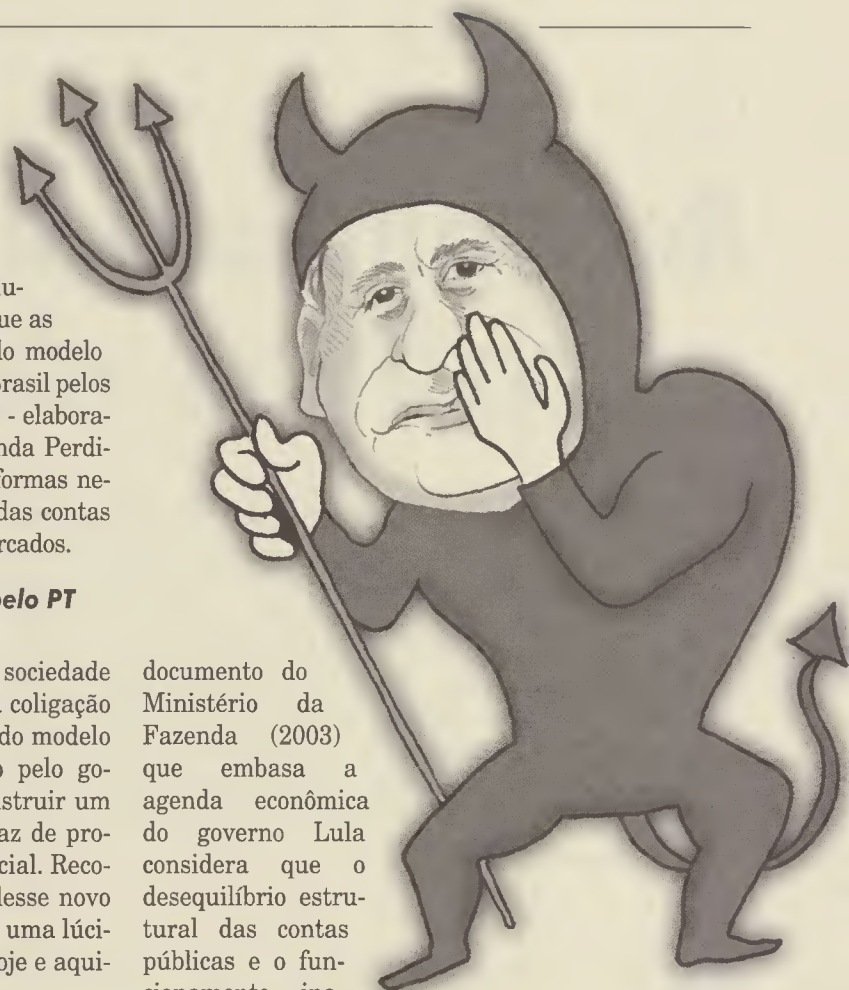 u-
ue as
lo modelo
rasil pelos
- elabora-
nda Perdi-
formas ne-
das contas
rcados.
pelo PT
sociedade
coligação
do modelo
pelo go-
struir um
az de pro-
cial. Reco-
lesse novo
uma lúci-
oje e aqui-
documento do
Ministério da
Fazenda (2003)
que embasa a
agenda econômica
do governo Lula
considera que o
desequilíbrio estru-
tural das contas
públicas e o fun-